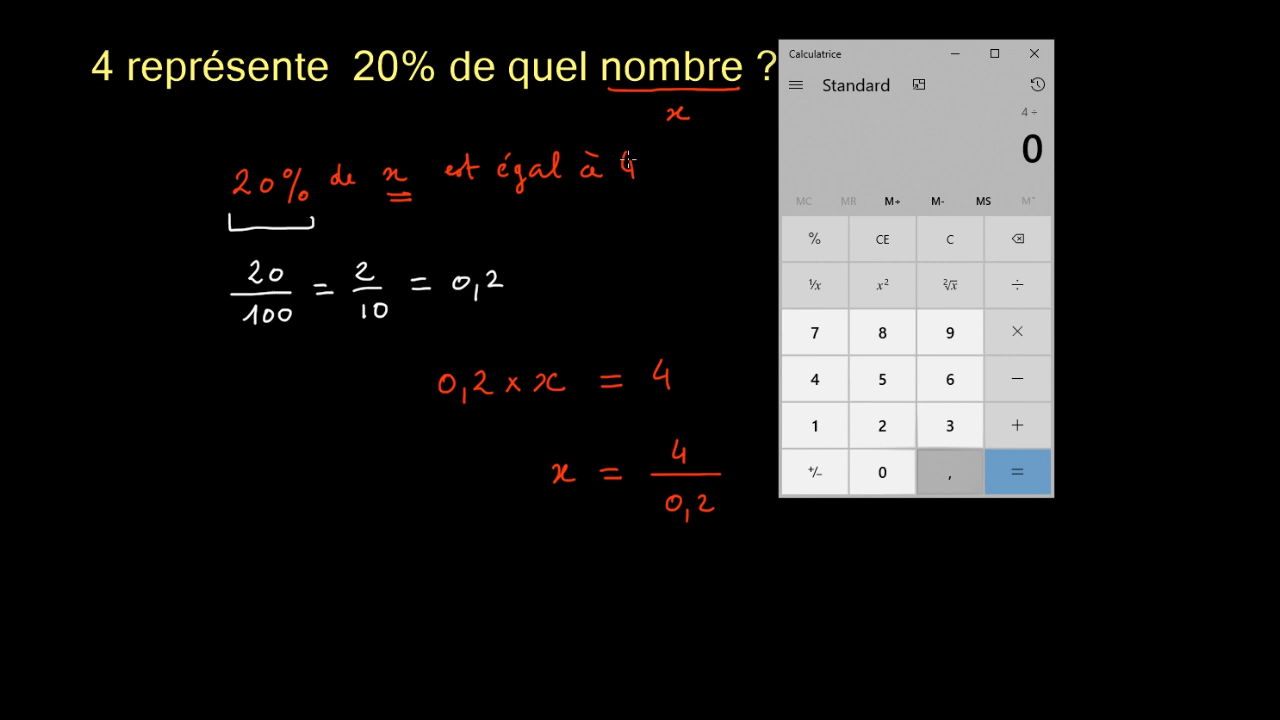 4 représente 20% de quel nombre ?
x
20% de x est égal à 4
20/100 = 2/10 = 0,2
0,2 × x = 4
x = 4/0,2
Calculatrice
Standard
4 ÷
0
MC MR M+ M- MS M˅
% CE C ⌫
¹/x x² ²√x ÷
7 8 9 ×
4 5 6 −
1 2 3 +
+/− 0 , =